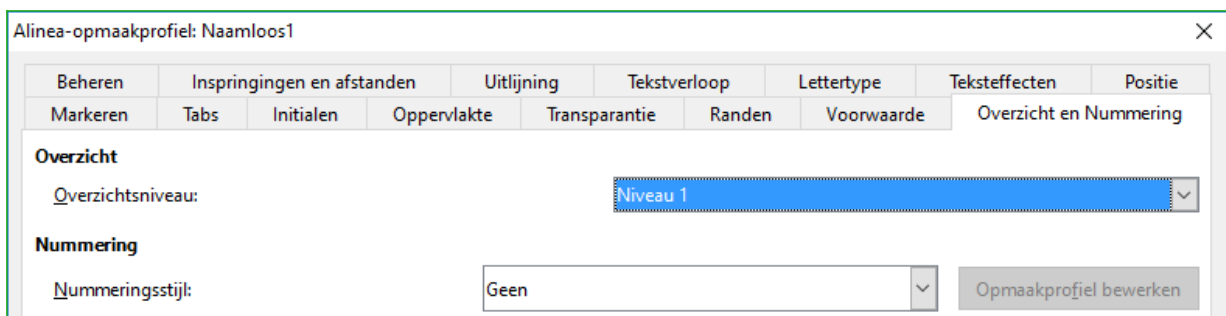 Alinea-opmaakprofiel: Naamloos1
Beheren Inspringingen en afstanden Uitlijning Tekstverloop Lettertype Teksteffecten Positie
Markeren Tabs Initialen Oppervlakte Transparantie Randen Voorwaarde Overzicht en Nummering
Overzicht
Overzichtsniveau: Niveau 1
Nummering
Nummeringsstijl: Geen Opmaakprofiel bewerken